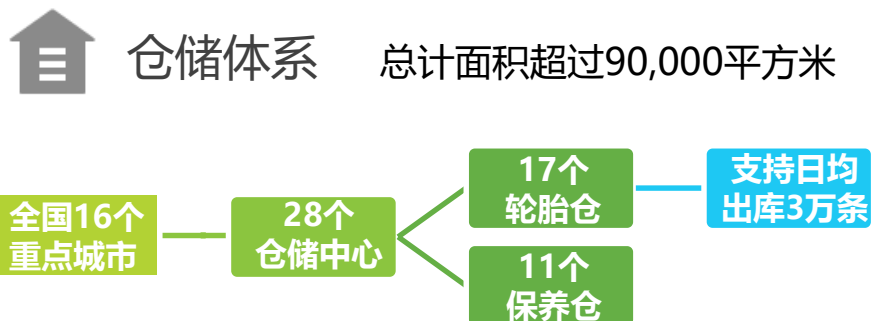 仓储体系
总计面积超过90,000平方米
全国16个
重点城市
28个
仓储中心
17个
轮胎仓
支持日均
出库3万条
11个
保养仓